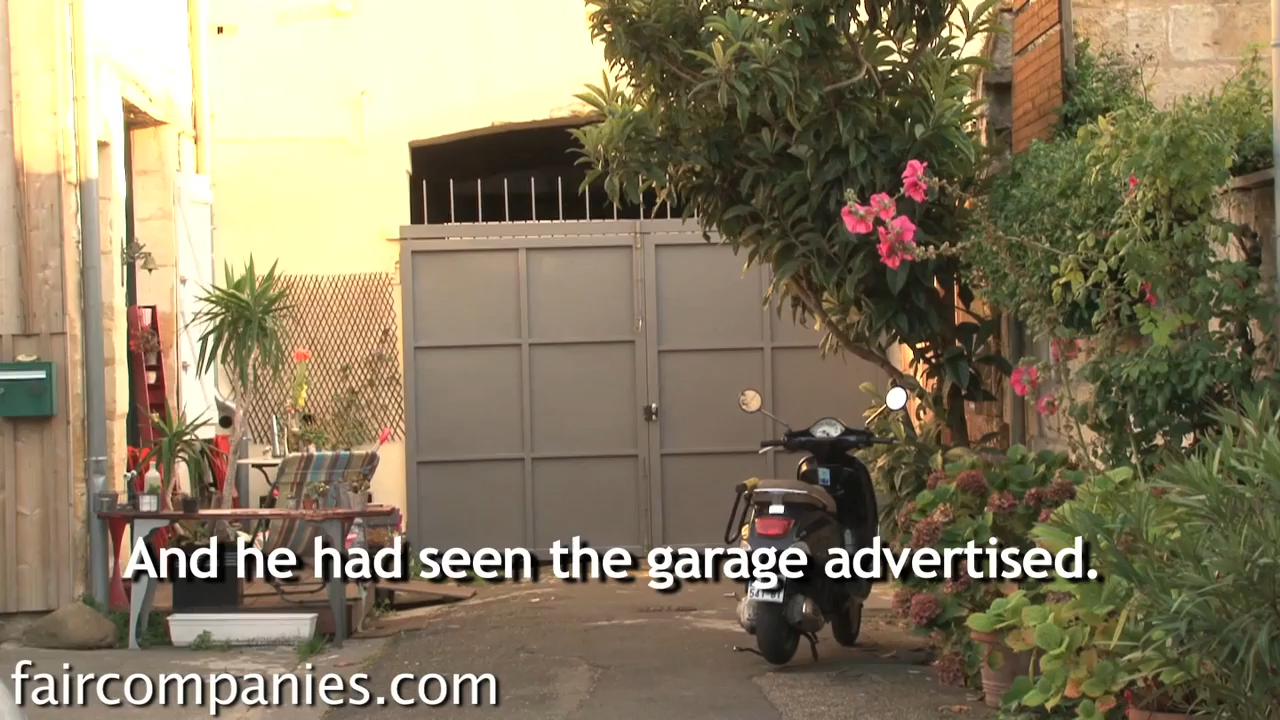 And he had seen the garage advertised.
faircompanies.com